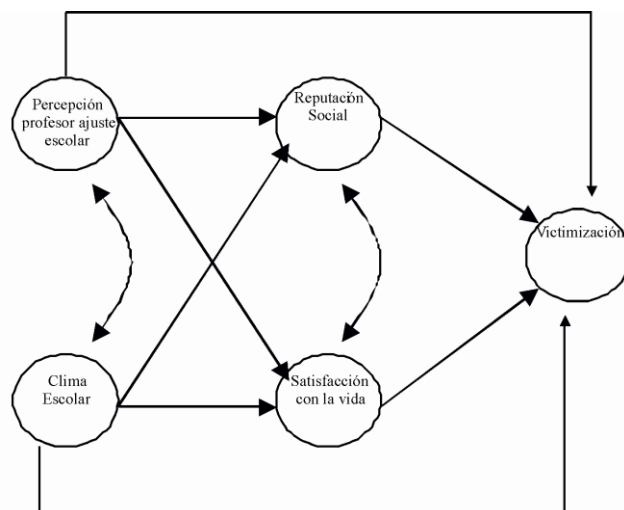 Percepción
profesor ajuste
escolar
Reputación
Social
Victimización
Clima
Escolar
Satisfacción
con la vida